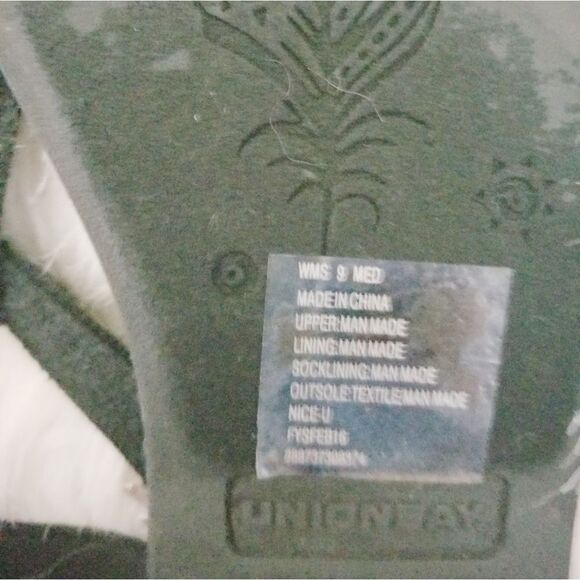 WMS 9 MED
MADE IN CHINA
UPPER:MAN MADE
LINING:MAN MADE
SOCKLINING:MAN MADE
OUTSOLE:TEXTILE/MAN MADE
NICE-U
FYSFEB16
UNIONBAY